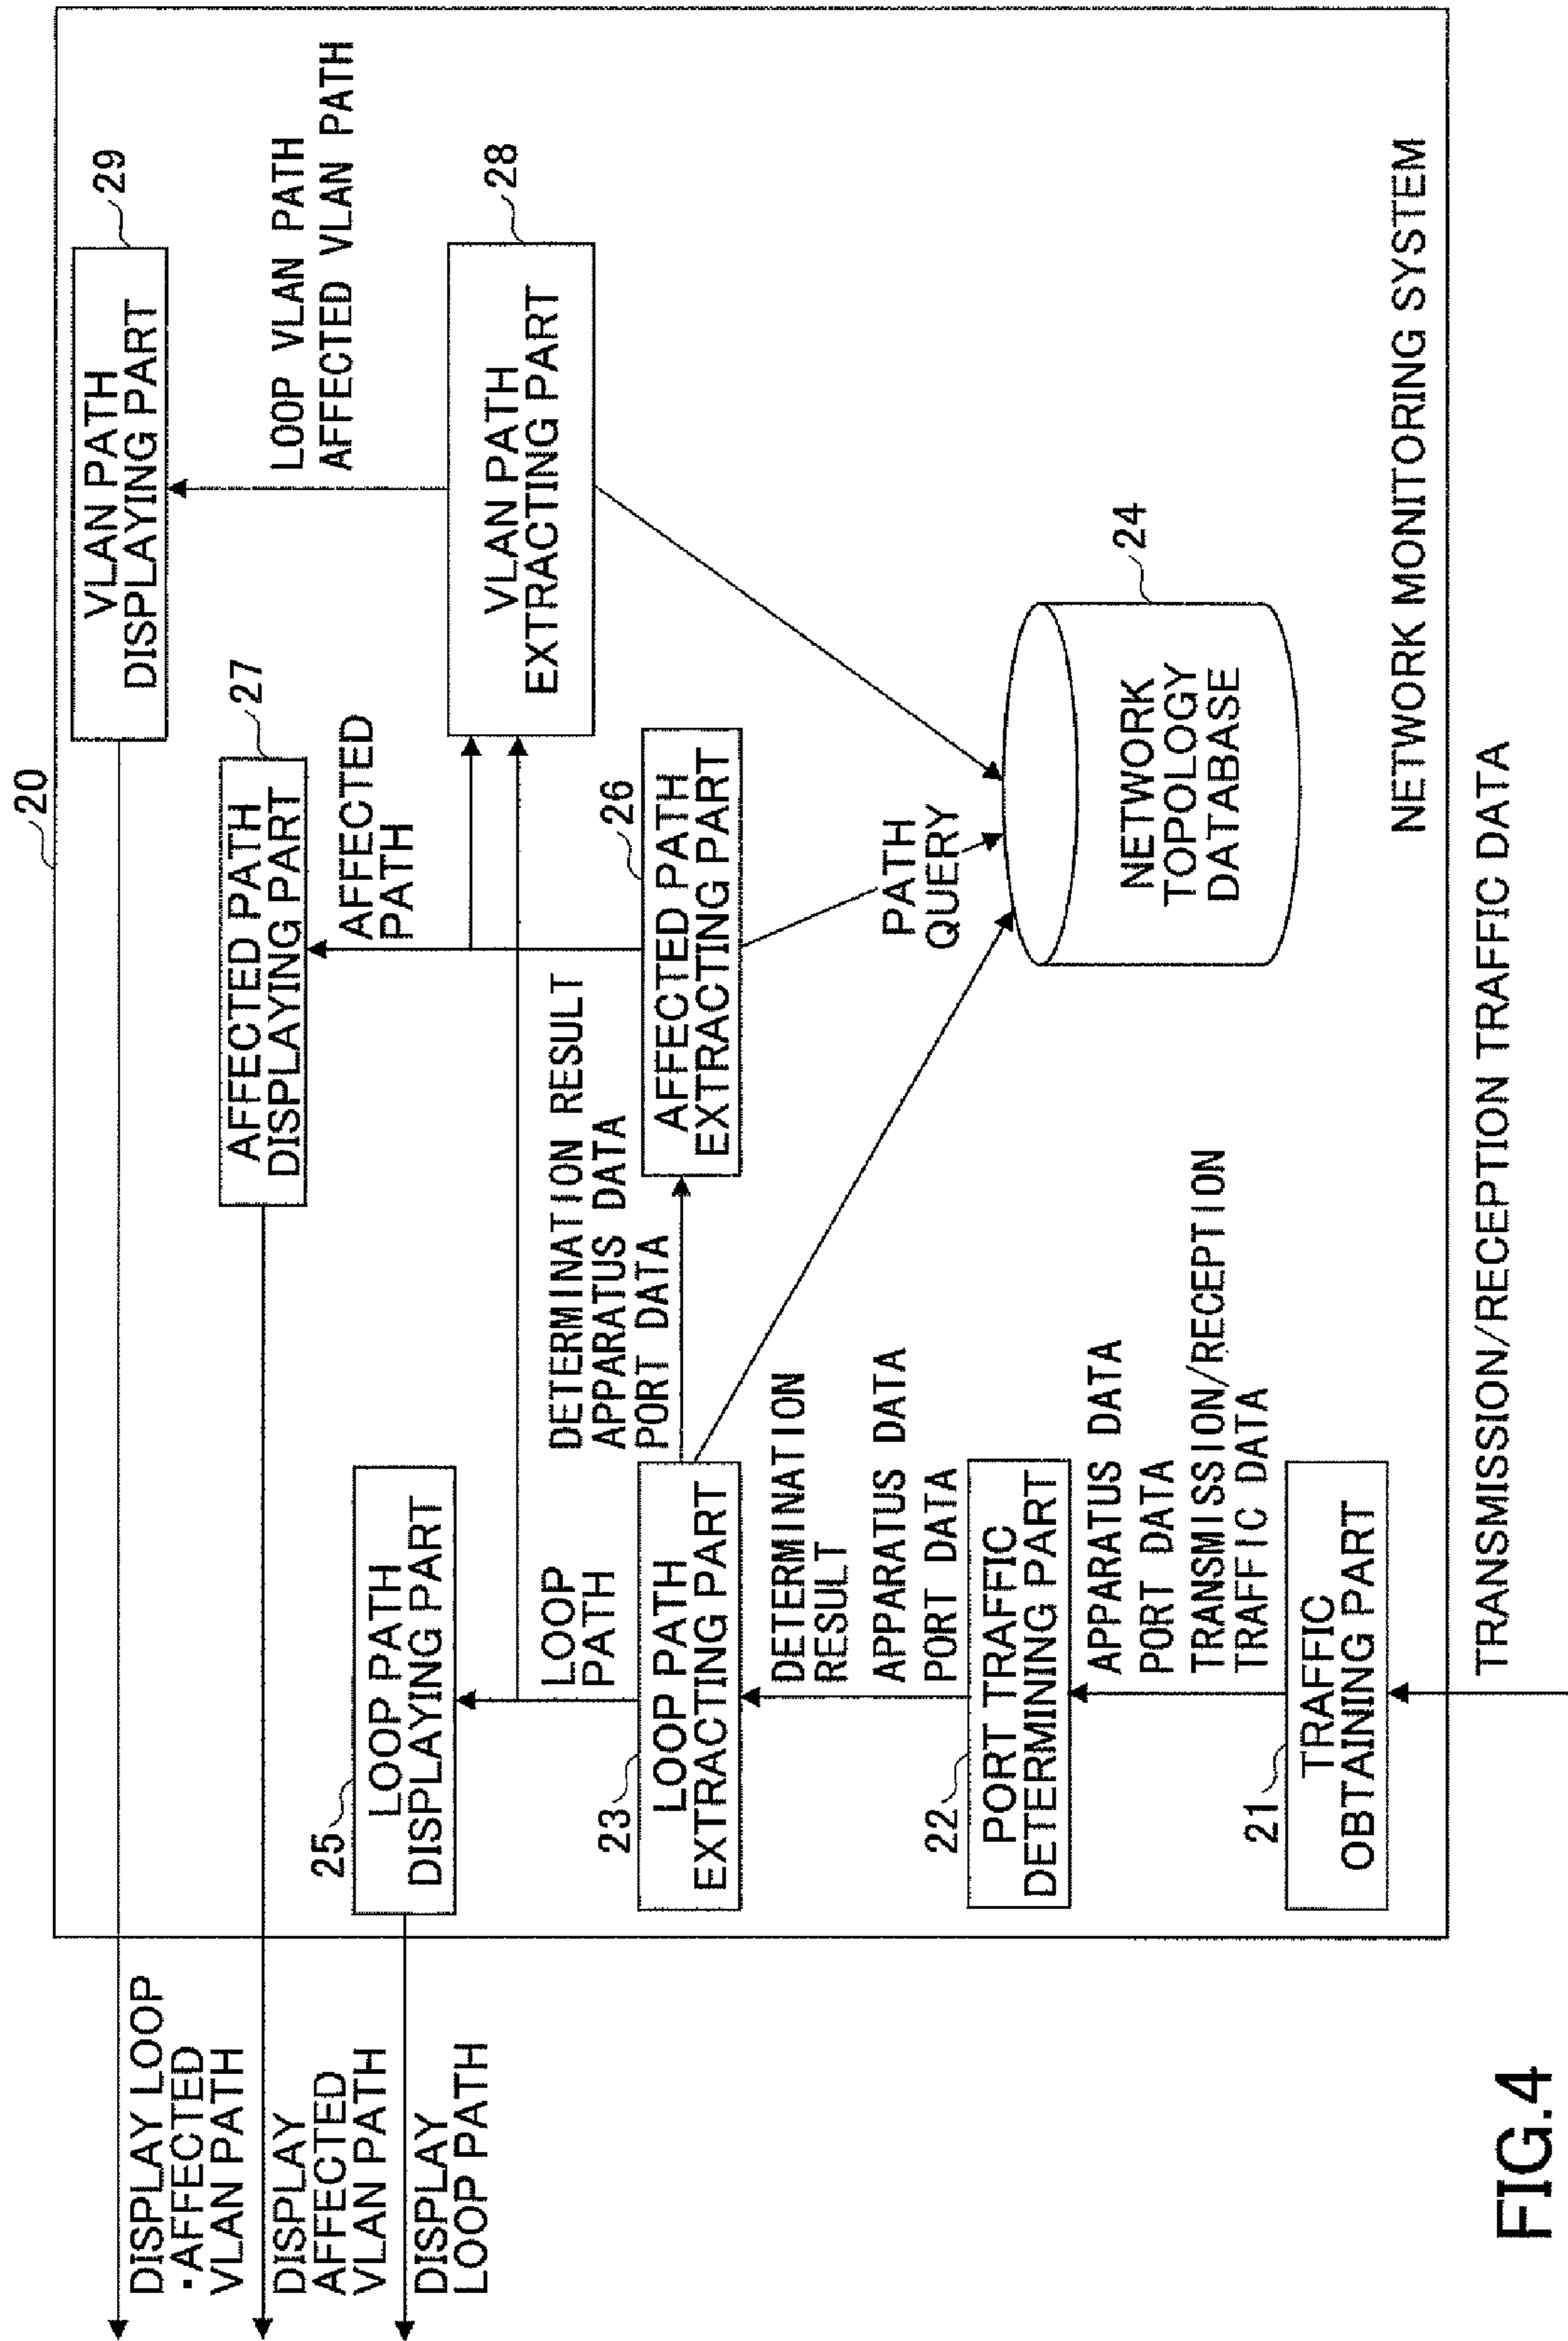 FIG.4
20
DISPLAY LOOP
・AFFECTED
VLAN PATH
DISPLAY
AFFECTED
VLAN PATH
DISPLAY
LOOP PATH
VLAN PATH
DISPLAYING PART
29
LOOP VLAN PATH
AFFECTED VLAN PATH
AFFECTED PATH
DISPLAYING PART
27
AFFECTED
PATH
25
LOOP PATH
DISPLAYING PART
VLAN PATH
EXTRACTING PART
28
LOOP
PATH
DETERMINATION RESULT
APPARATUS DATA
PORT DATA
23
LOOP PATH
EXTRACTING PART
26
AFFECTED PATH
EXTRACTING PART
DETERMINATION
RESULT
APPARATUS DATA
PORT DATA
PATH
QUERY
22
PORT TRAFFIC
DETERMINING PART
24
NETWORK
TOPOLOGY
DATABASE
APPARATUS DATA
PORT DATA
TRANSMISSION/RECEPTION
TRAFFIC DATA
21
TRAFFIC
OBTAINING PART
NETWORK MONITORING SYSTEM
TRANSMISSION/RECEPTION TRAFFIC DATA